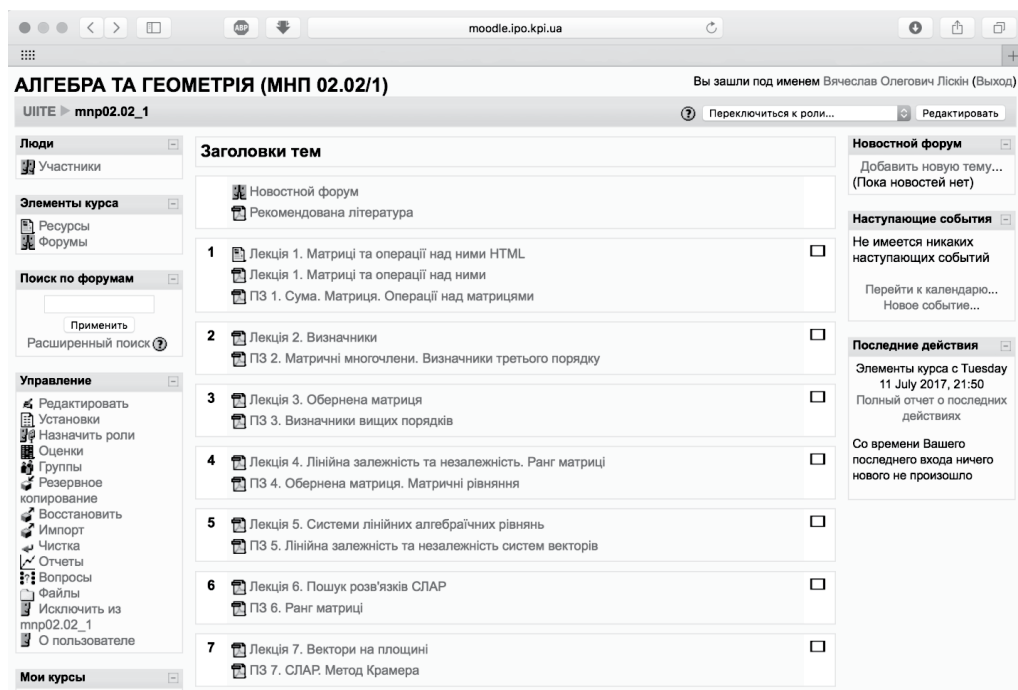 ABP
moodle.ipo.kpi.ua
АЛГЕБРА ТА ГЕОМЕТРІЯ (МНП 02.02/1)
Вы зашли под именем Вячеслав Олегович Ліскін (Выход)
UIITE ► mnp02.02_1
? Переключиться к роли...
Редактировать
Люди
Участники
Элементы курса
Ресурсы
Форумы
Поиск по форумам
Применить
Расширенный поиск ?
Управление
Редактировать
Установки
Назначить роли
Оценки
Группы
Резервное
копирование
Восстановить
Импорт
Чистка
Отчеты
Вопросы
Файлы
Исключить из
mnp02.02_1
О пользователе
Мои курсы
Заголовки тем
Новостной форум
Рекомендована література
1 Лекція 1. Матриці та операції над ними HTML
Лекція 1. Матриці та операції над ними
ПЗ 1. Сума. Матриця. Операції над матрицями
2 Лекція 2. Визначники
ПЗ 2. Матричні многочлени. Визначники третього порядку
3 Лекція 3. Обернена матриця
ПЗ 3. Визначники вищих порядків
4 Лекція 4. Лінійна залежність та незалежність. Ранг матриці
ПЗ 4. Обернена матриця. Матричні рівняння
5 Лекція 5. Системи лінійних алгебраїчних рівнянь
ПЗ 5. Лінійна залежність та незалежність систем векторів
6 Лекція 6. Пошук розв'язків СЛАР
ПЗ 6. Ранг матриці
7 Лекція 7. Вектори на площині
ПЗ 7. СЛАР. Метод Крамера
Новостной форум
Добавить новую тему...
(Пока новостей нет)
Наступающие события
Не имеется никаких
наступающих событий
Перейти к календарю...
Новое событие...
Последние действия
Элементы курса с Tuesday
11 July 2017, 21:50
Полный отчет о последних
действиях
Со времени Вашего
последнего входа ничего
нового не произошло